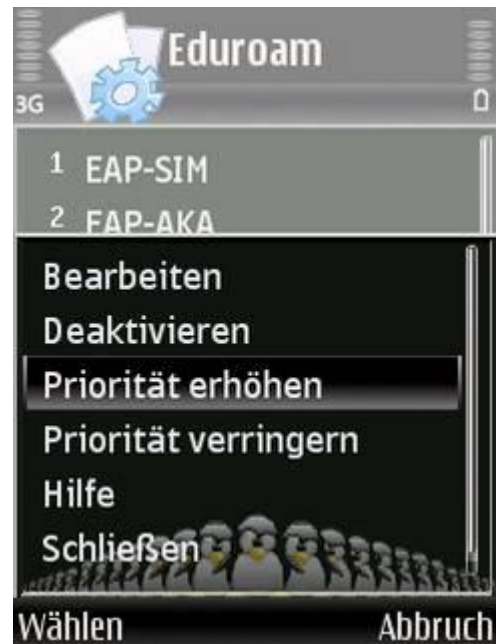 Eduroam
3G
1 EAP-SIM
2 EAP-AKA
Bearbeiten
Deaktivieren
Priorität erhöhen
Priorität verringern
Hilfe
Schließen
Wählen Abbruch